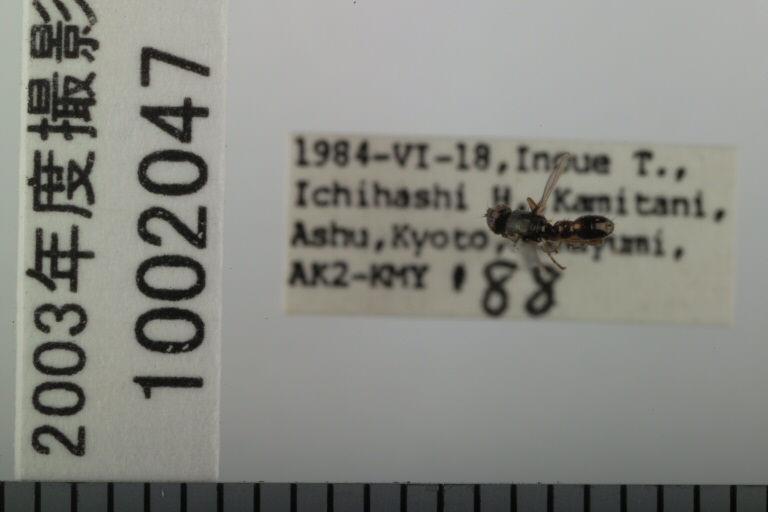 2003年度撮影
1002047
1984-VI-18, Inoue T.,
Ichihashi H. Kamitani,
Ashu, Kyoto,
AK2-KMY # 88